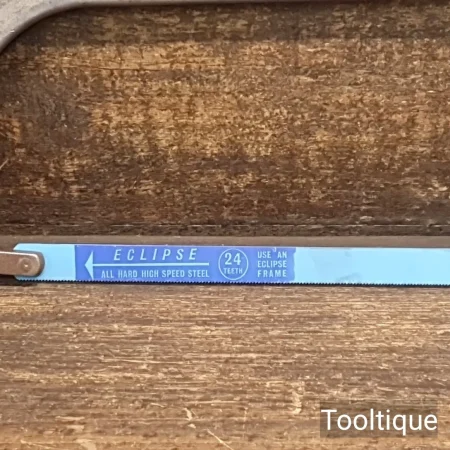 ECLIPSE
ALL HARD HIGH SPEED STEEL
24
TEETH
USE AN
ECLIPSE
FRAME
Tooltique